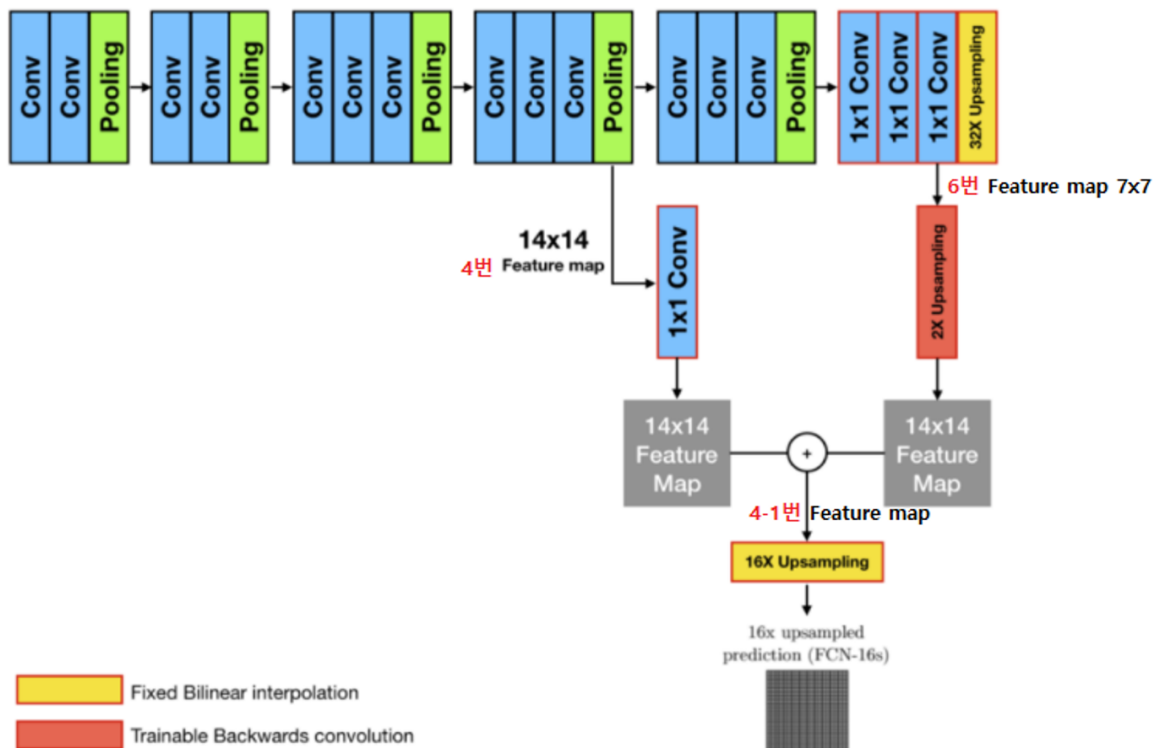 Conv
Conv
Pooling
Conv
Conv
Pooling
Conv
Conv
Conv
Pooling
Conv
Conv
Conv
Pooling
Conv
Conv
Conv
Pooling
1x1 Conv
1x1 Conv
1x1 Conv
32X Upsampling
6번 Feature map 7x7
14x14
4번 Feature map
1x1 Conv
2X Upsampling
14x14
Feature
Map
+
14x14
Feature
Map
4-1번 Feature map
16X Upsampling
16x upsampled
prediction (FCN-16s)
Fixed Bilinear interpolation
Trainable Backwards convolution